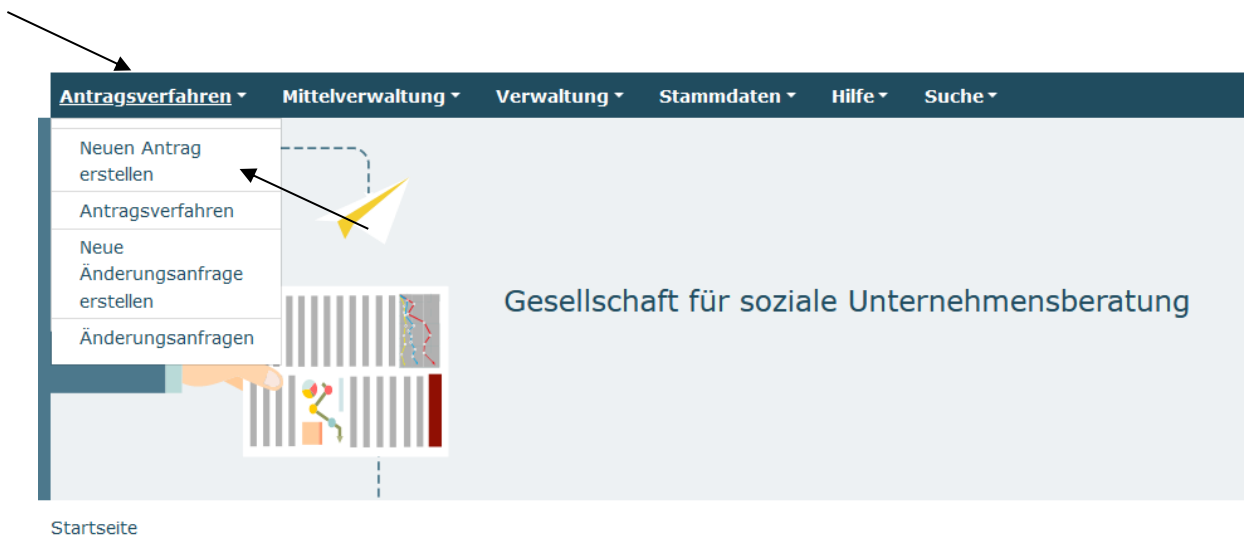 Antragsverfahren Mittelverwaltung Verwaltung Stammdaten Hilfe Suche
Neuen Antrag
erstellen
Antragsverfahren
Neue
Änderungsanfrage
erstellen
Änderungsanfragen
Gesellschaft für soziale Unternehmensberatung
Startseite